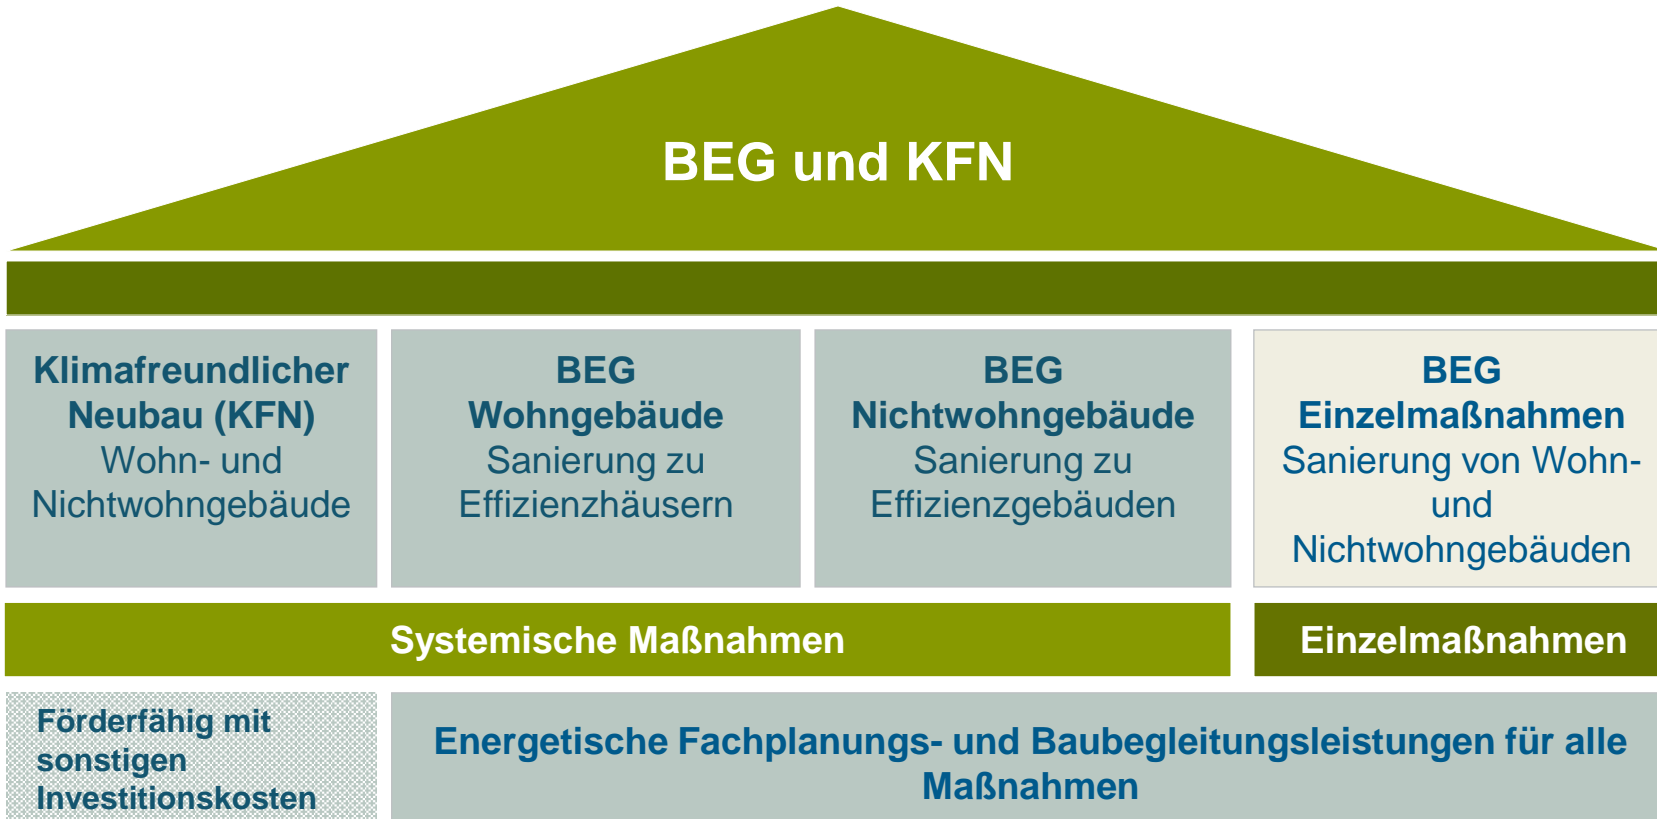 BEG und KFN
Klimafreundlicher
Neubau (KFN)
Wohn- und
Nichtwohngebäude
BEG
Wohngebäude
Sanierung zu
Effizienzhäusern
BEG
Nichtwohngebäude
Sanierung zu
Effizienzgebäuden
BEG
Einzelmaßnahmen
Sanierung von Wohn-
und
Nichtwohngebäuden
Systemische Maßnahmen
Einzelmaßnahmen
Förderfähig mit
sonstigen
Investitionskosten
Energetische Fachplanungs- und Baubegleitungsleistungen für alle
Maßnahmen